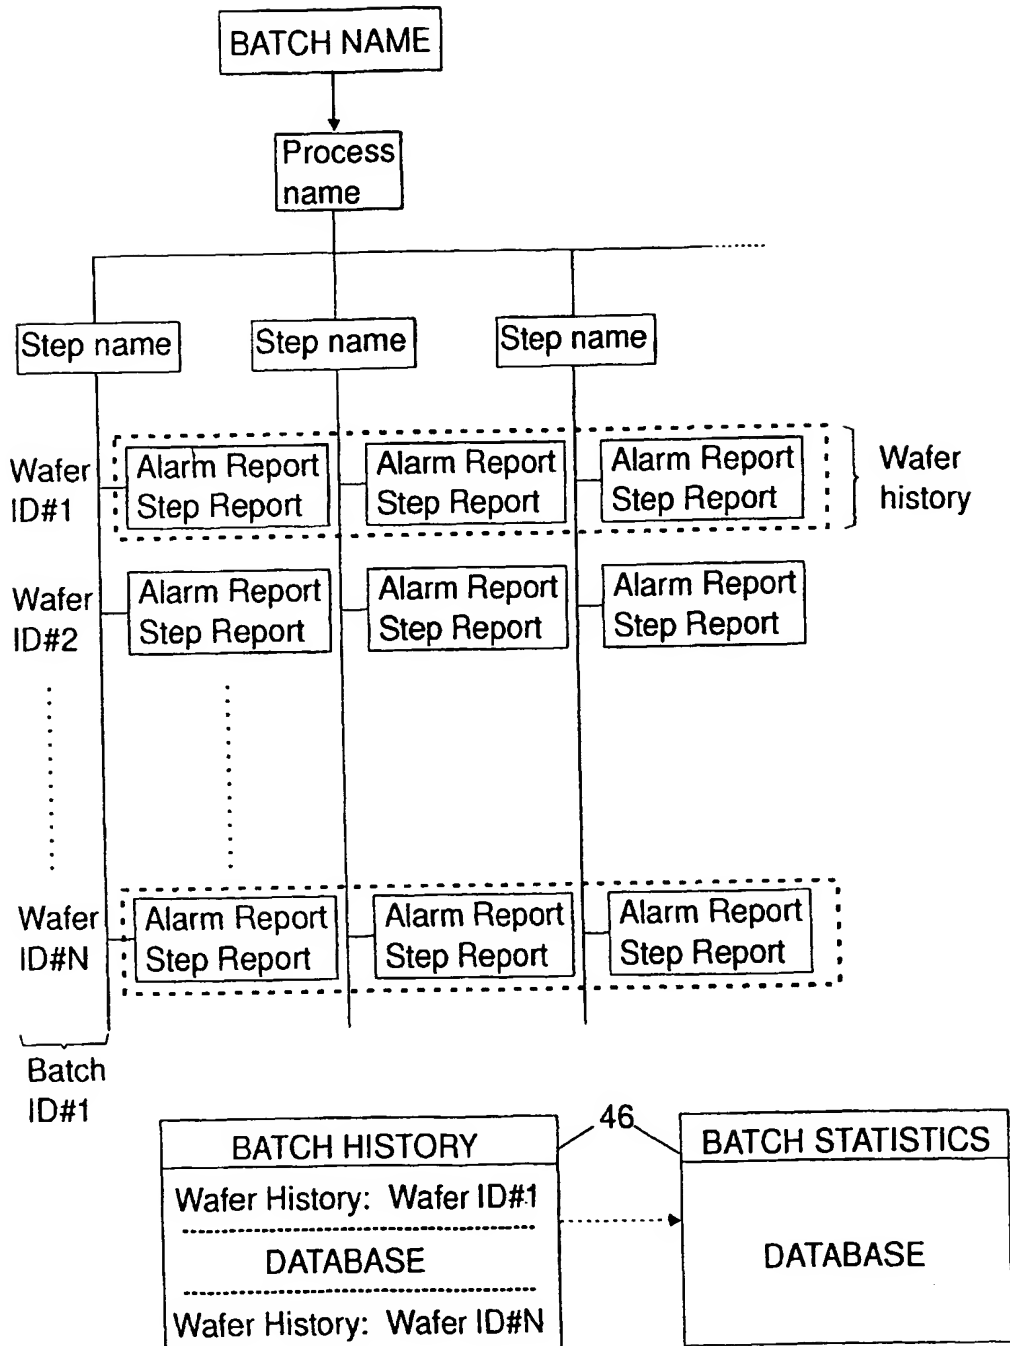 BATCH NAME
Process
name
Step name
Step name
Step name
Wafer
ID#1
Alarm Report
Step Report
Alarm Report
Step Report
Alarm Report
Step Report
Wafer
history
Wafer
ID#2
Alarm Report
Step Report
Alarm Report
Step Report
Alarm Report
Step Report
Wafer
ID#N
Alarm Report
Step Report
Alarm Report
Step Report
Alarm Report
Step Report
Batch
ID#1
46
BATCH HISTORY
Wafer History: Wafer ID#1
DATABASE
Wafer History: Wafer ID#N
BATCH STATISTICS
DATABASE